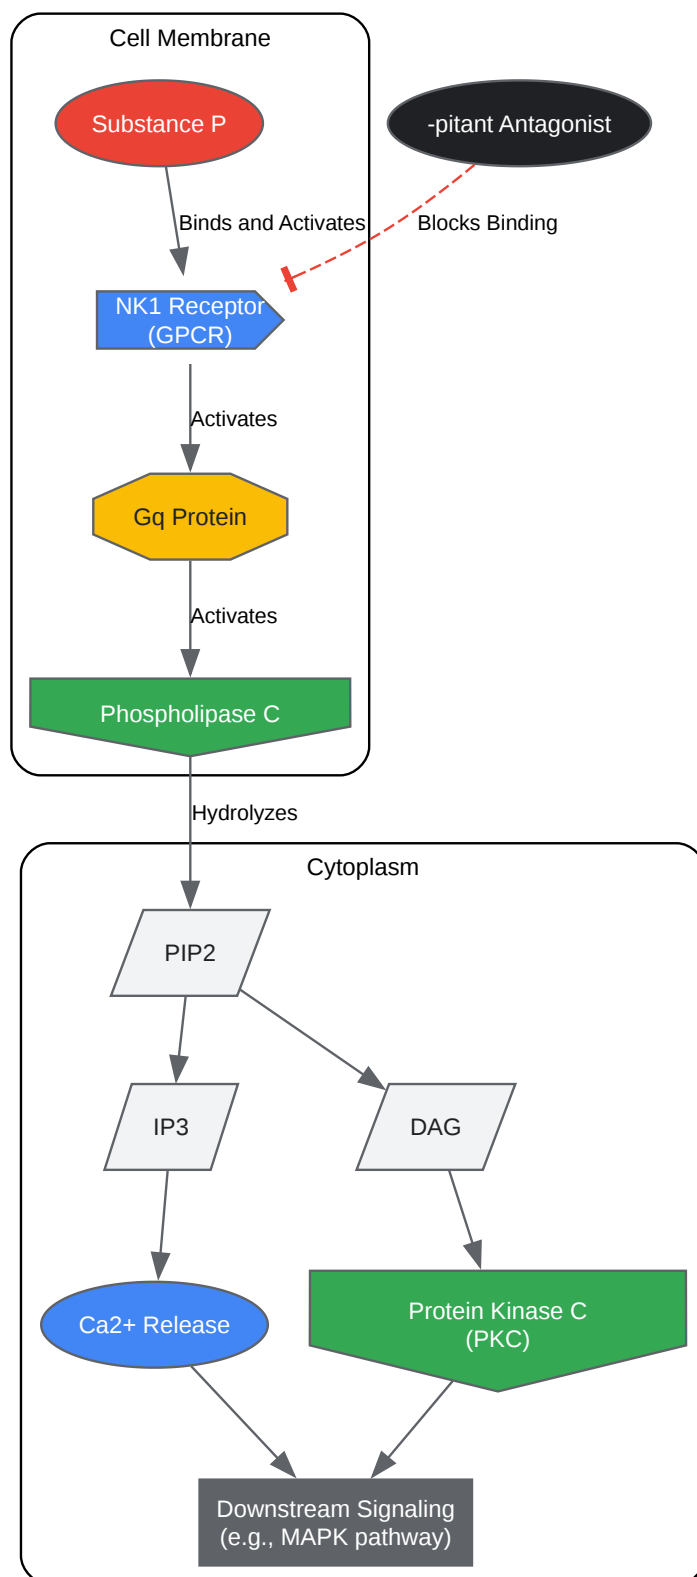 Cell Membrane
Substance P
-pitant Antagonist
Binds and Activates
Blocks Binding
NK1 Receptor
(GPCR)
Activates
Gq Protein
Activates
Phospholipase C
Hydrolyzes
Cytoplasm
PIP2
IP3
DAG
Ca2+ Release
Protein Kinase C
(PKC)
Downstream Signaling
(e.g., MAPK pathway)